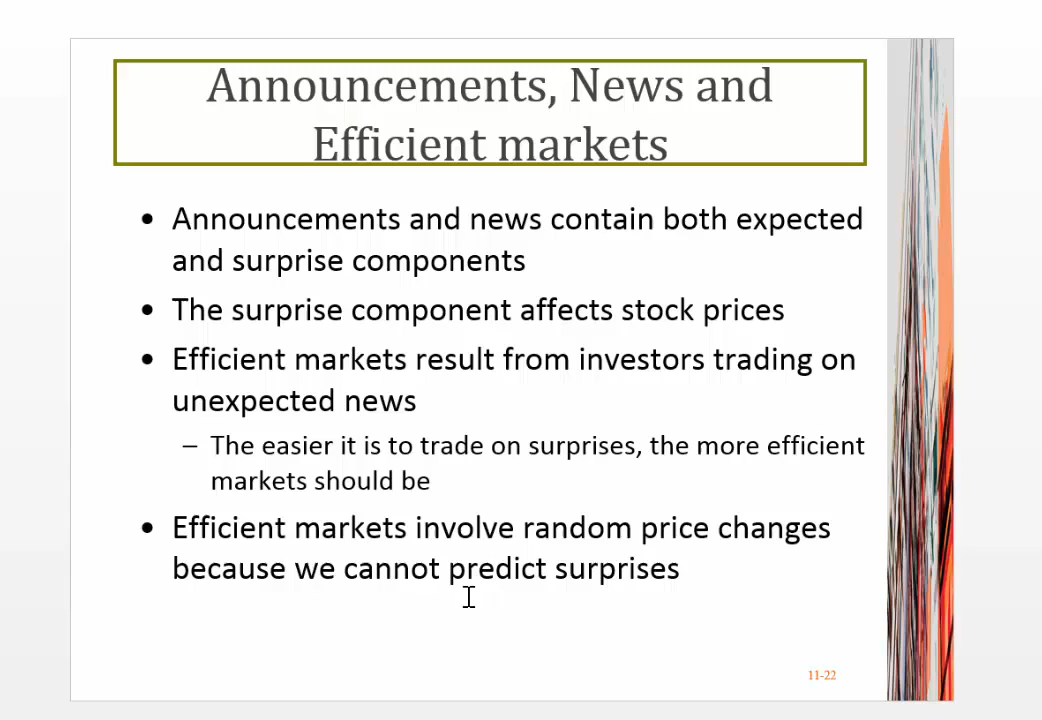 Announcements, News and
Efficient markets
• Announcements and news contain both expected
and surprise components
• The surprise component affects stock prices
• Efficient markets result from investors trading on
unexpected news
– The easier it is to trade on surprises, the more efficient
markets should be
• Efficient markets involve random price changes
because we cannot predict surprises
11-22